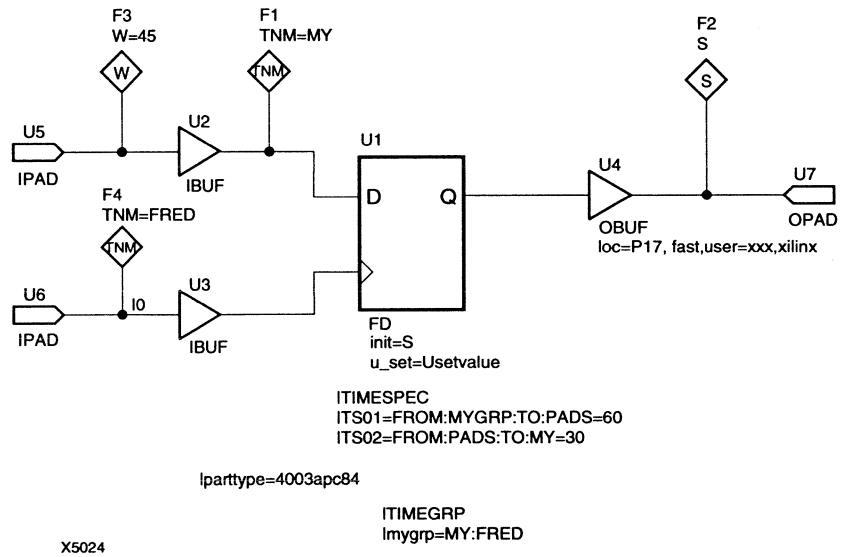 F3
W=45
W
F1
TNM=MY
TNM
F2
S
S
U5
IPAD
U2
IBUF
U1
D
Q
U4
OBUF
loc=P17, fast,user=xxx,xilinx
U7
OPAD
F4
TNM=FRED
TNM
U6
I0
IPAD
U3
IBUF
FD
init=S
u_set=Usetvalue
ITIMESPEC
ITS01=FROM:MYGRP:TO:PADS=60
ITS02=FROM:PADS:TO:MY=30
lparttype=4003apc84
ITIMEGRP
lmygrp=MY:FRED
X5024